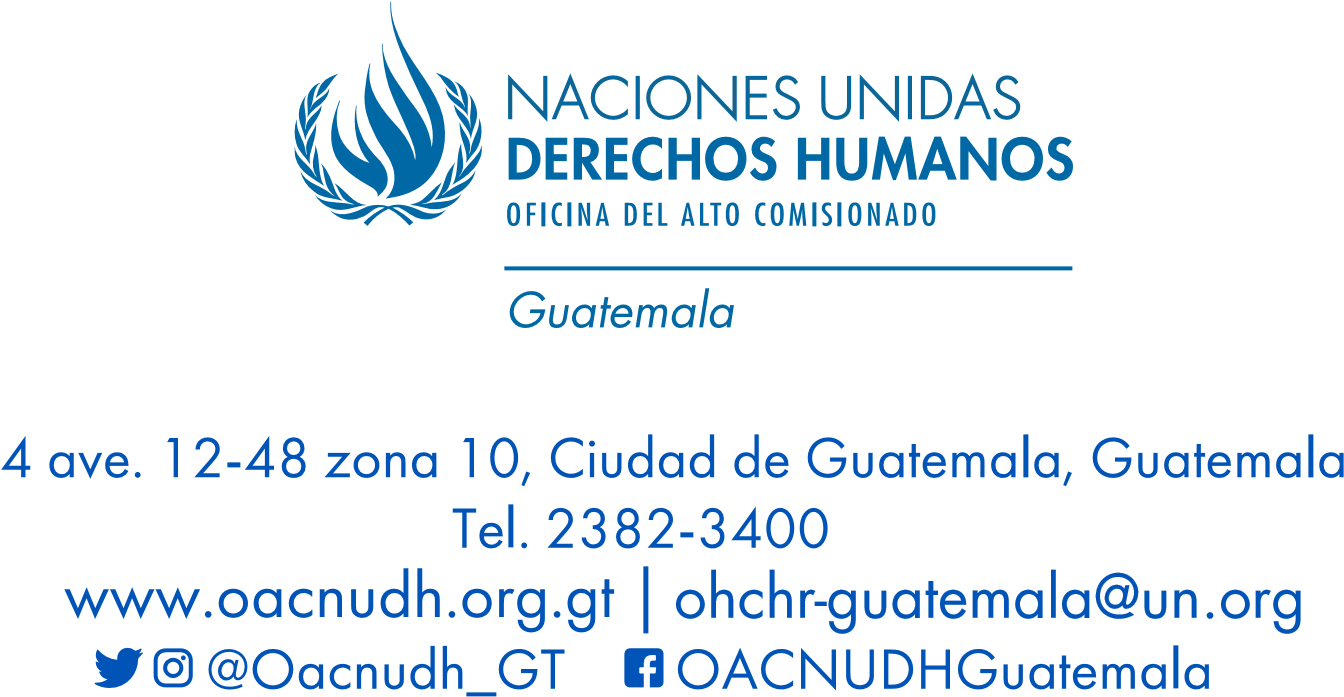 NACIONES UNIDAS
DERECHOS HUMANOS
OFICINA DEL ALTO COMISIONADO
Guatemala
4 ave. 12-48 zona 10, Ciudad de Guatemala, Guatemala
Tel. 2382-3400
www.oacnudh.org.gt | ohchr-guatemala@un.org
@Oacnudh_GT OACNUDHGuatemala